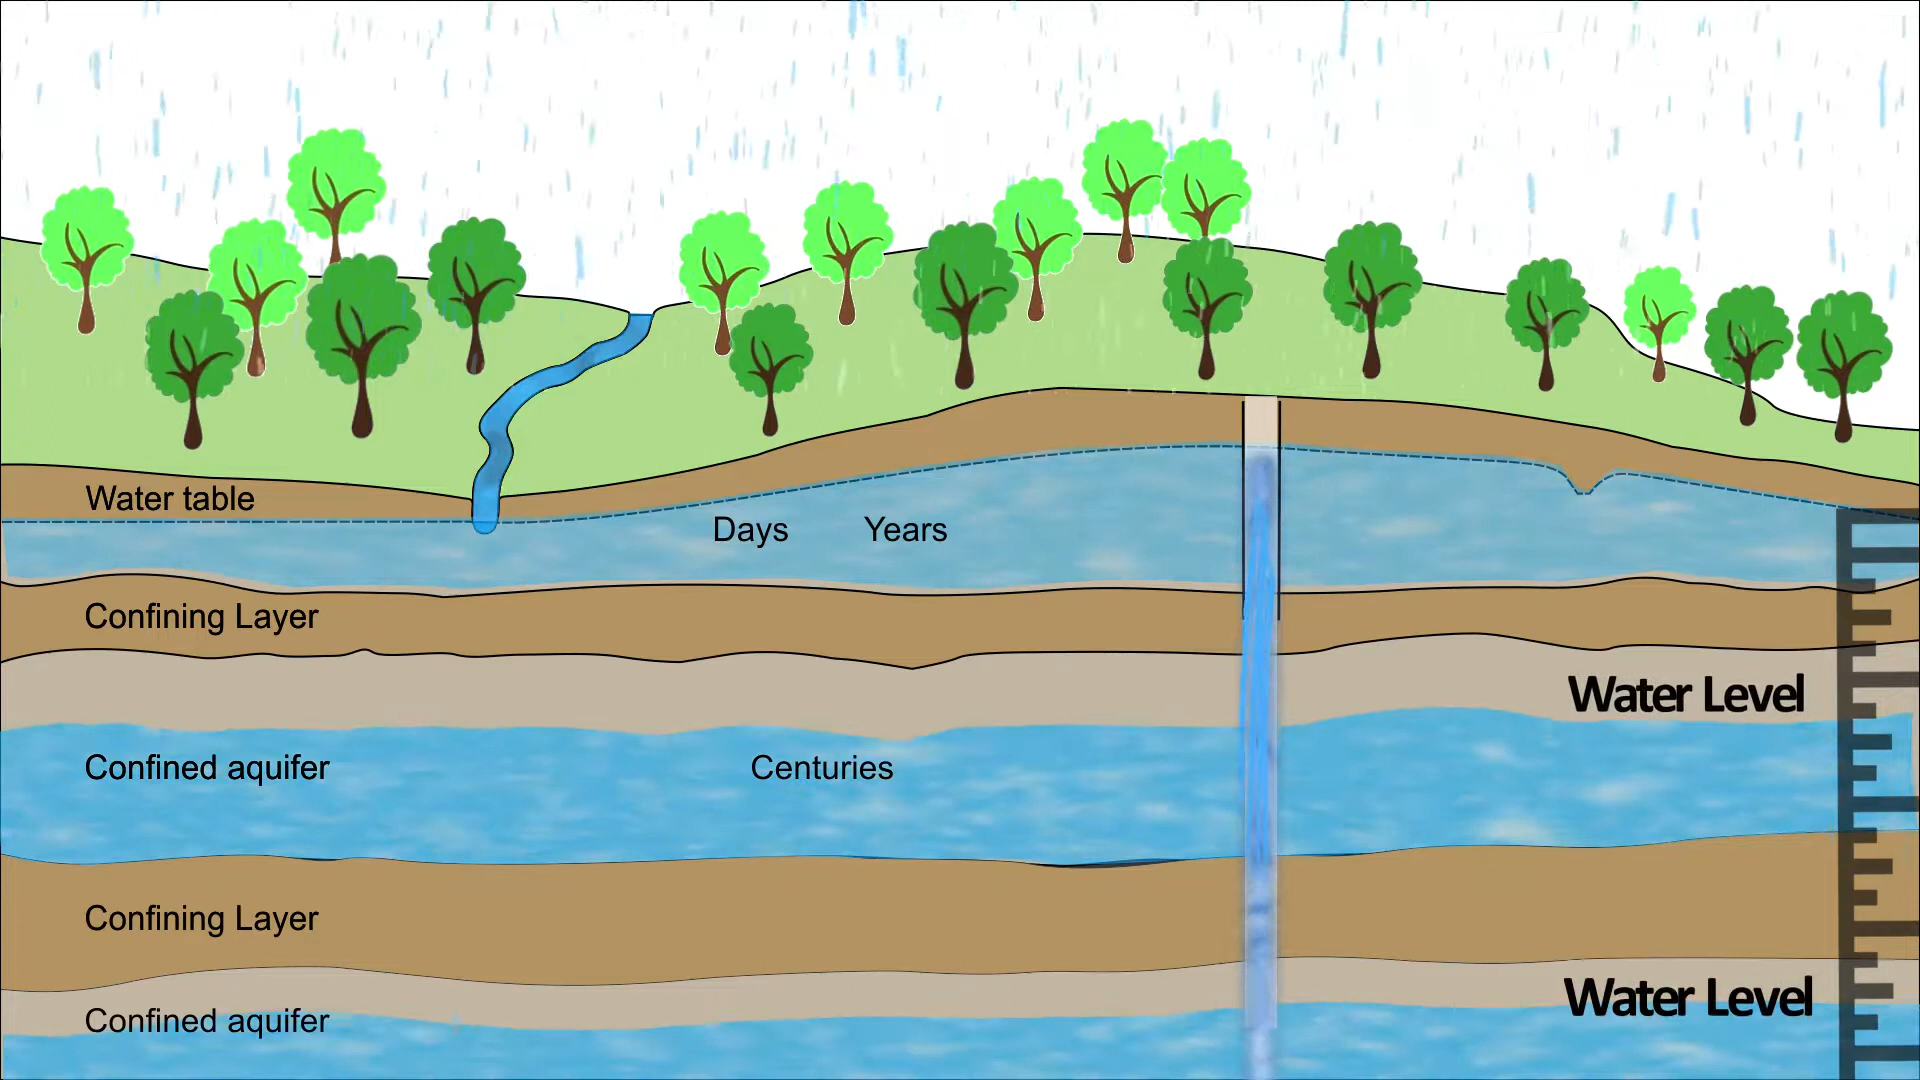 Water table
Days Years
Confining Layer
Water Level
Confined aquifer
Centuries
Confining Layer
Water Level
Confined aquifer